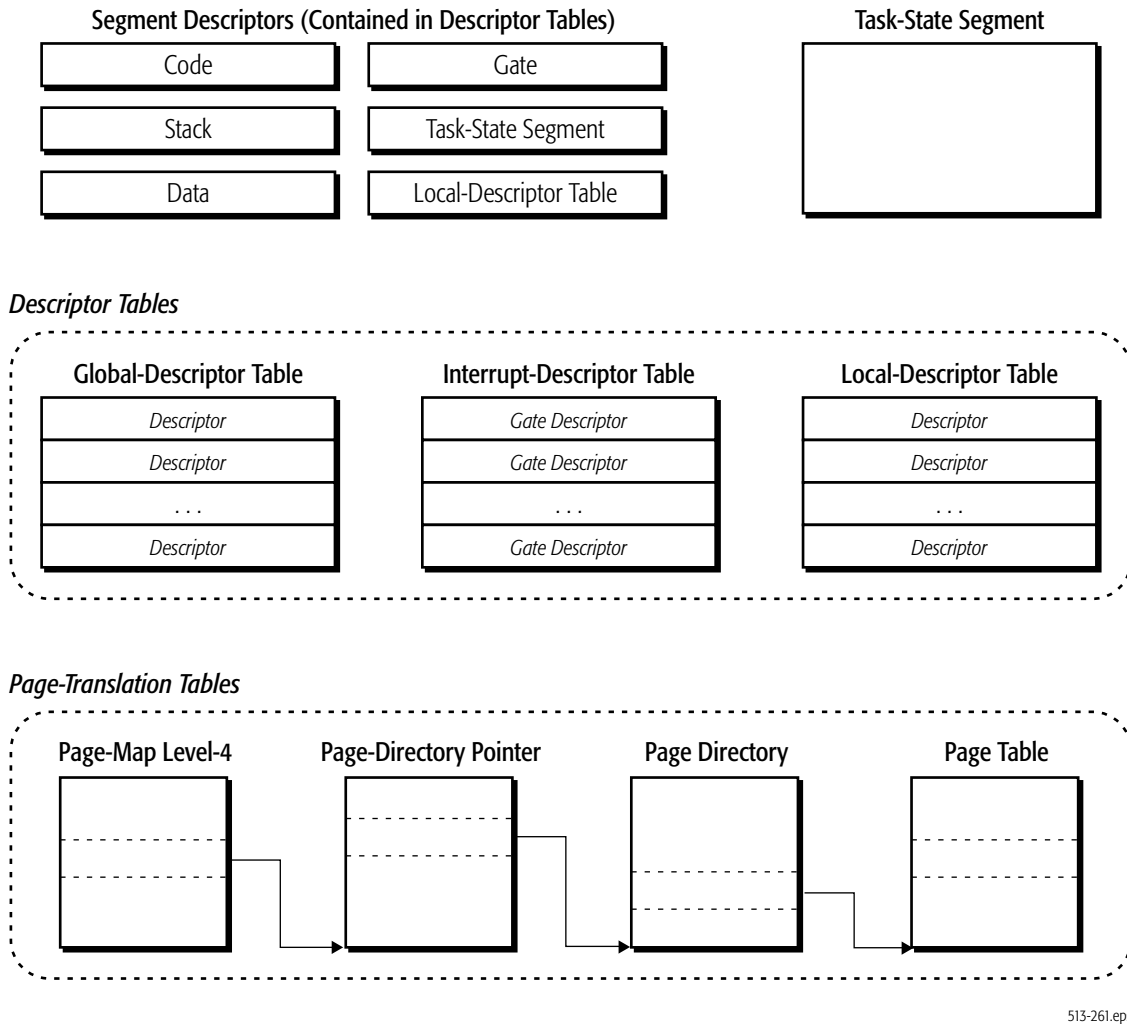 Segment Descriptors (Contained in Descriptor Tables)
Task-State Segment
Code
Gate
Stack
Task-State Segment
Data
Local-Descriptor Table
Descriptor Tables
Global-Descriptor Table
Interrupt-Descriptor Table
Local-Descriptor Table
Descriptor
Gate Descriptor
Descriptor
Descriptor
Gate Descriptor
Descriptor
. . .
. . .
. . .
Descriptor
Gate Descriptor
Descriptor
Page-Translation Tables
Page-Map Level-4
Page-Directory Pointer
Page Directory
Page Table
513-261.ep